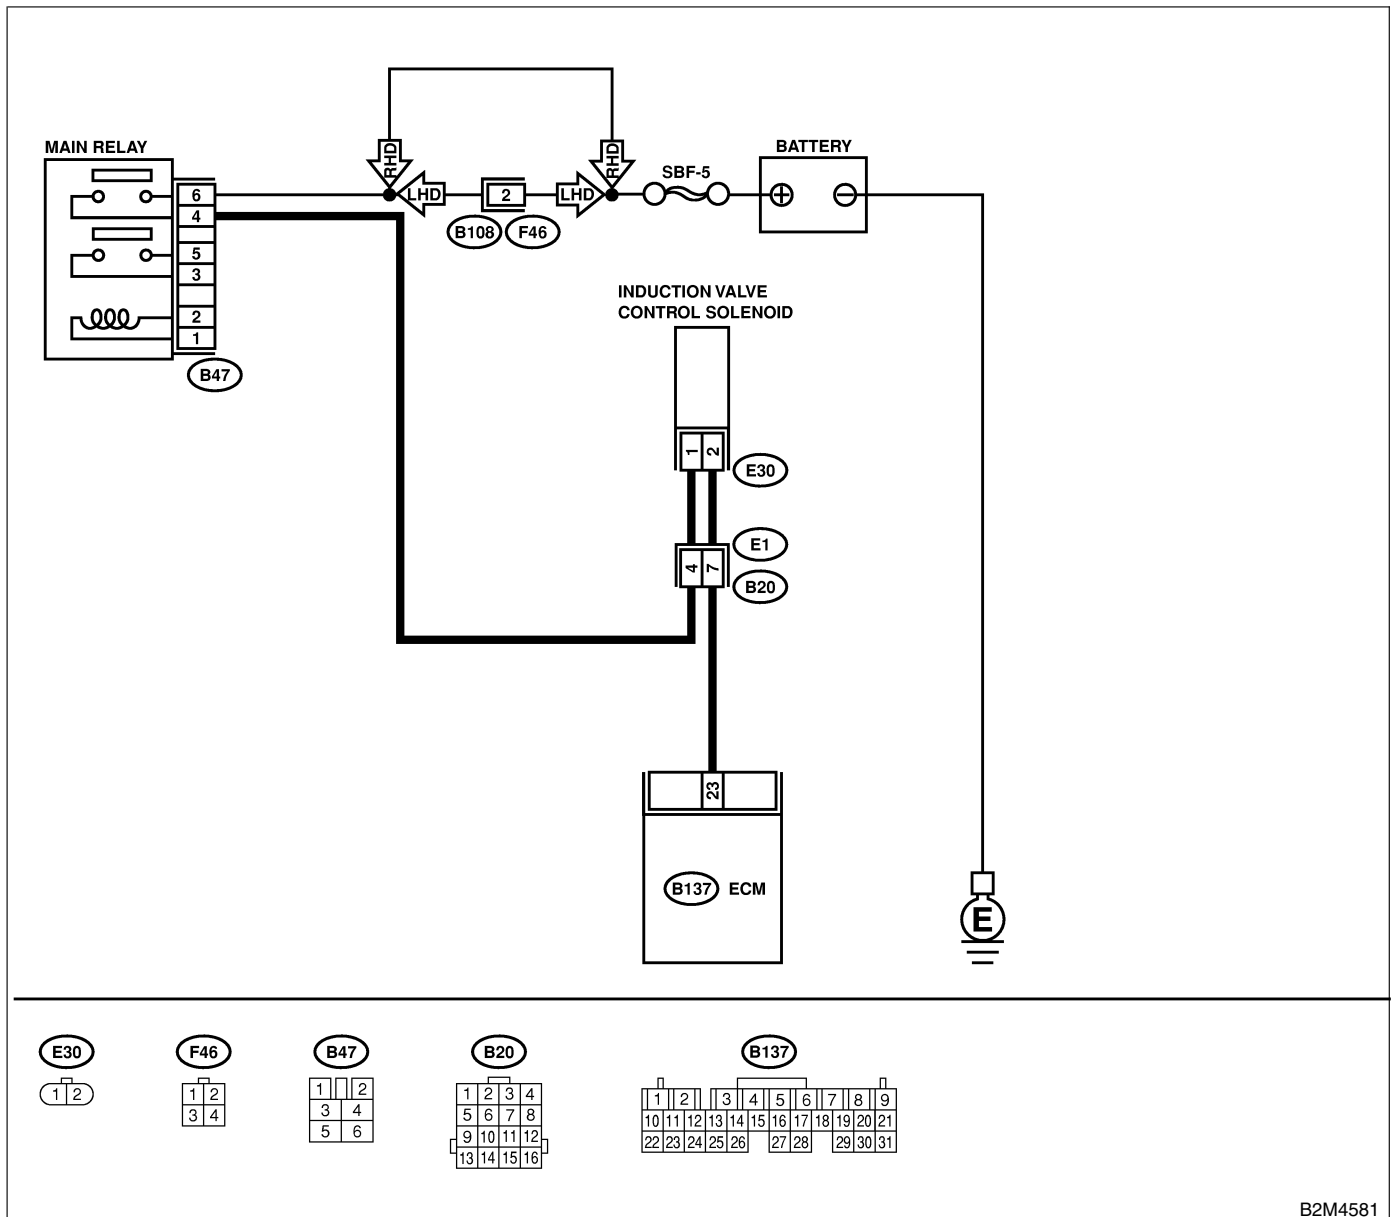 MAIN RELAY
6
4
5
3
2
1
B47
RHD
LHD
2
LHD
RHD
B108
F46
SBF-5
BATTERY
INDUCTION VALVE
CONTROL SOLENOID
1 2
E30
E1
4 7
B20
23
B137 ECM
E
E30
1 2
F46
1 2
3 4
B47
1 2
3 4
5 6
B20
1 2 3 4
5 6 7 8
9 10 11 12
13 14 15 16
B137
1 2 3 4 5 6 7 8 9
10 11 12 13 14 15 16 17 18 19 20 21
22 23 24 25 26 27 28 29 30 31
B2M4581